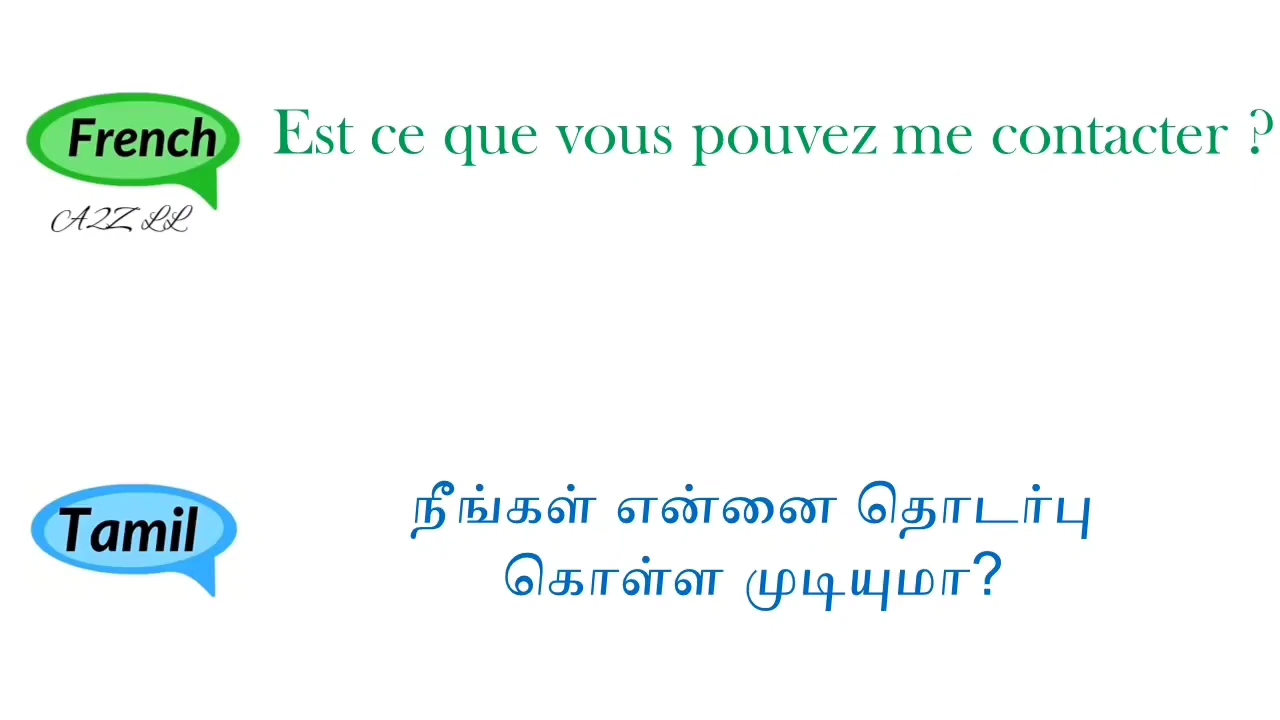 French
Est ce que vous pouvez me contacter ?
A2Z LL
Tamil
நீங்கள் என்னை தொடர்பு
கொள்ள முடியுமா?